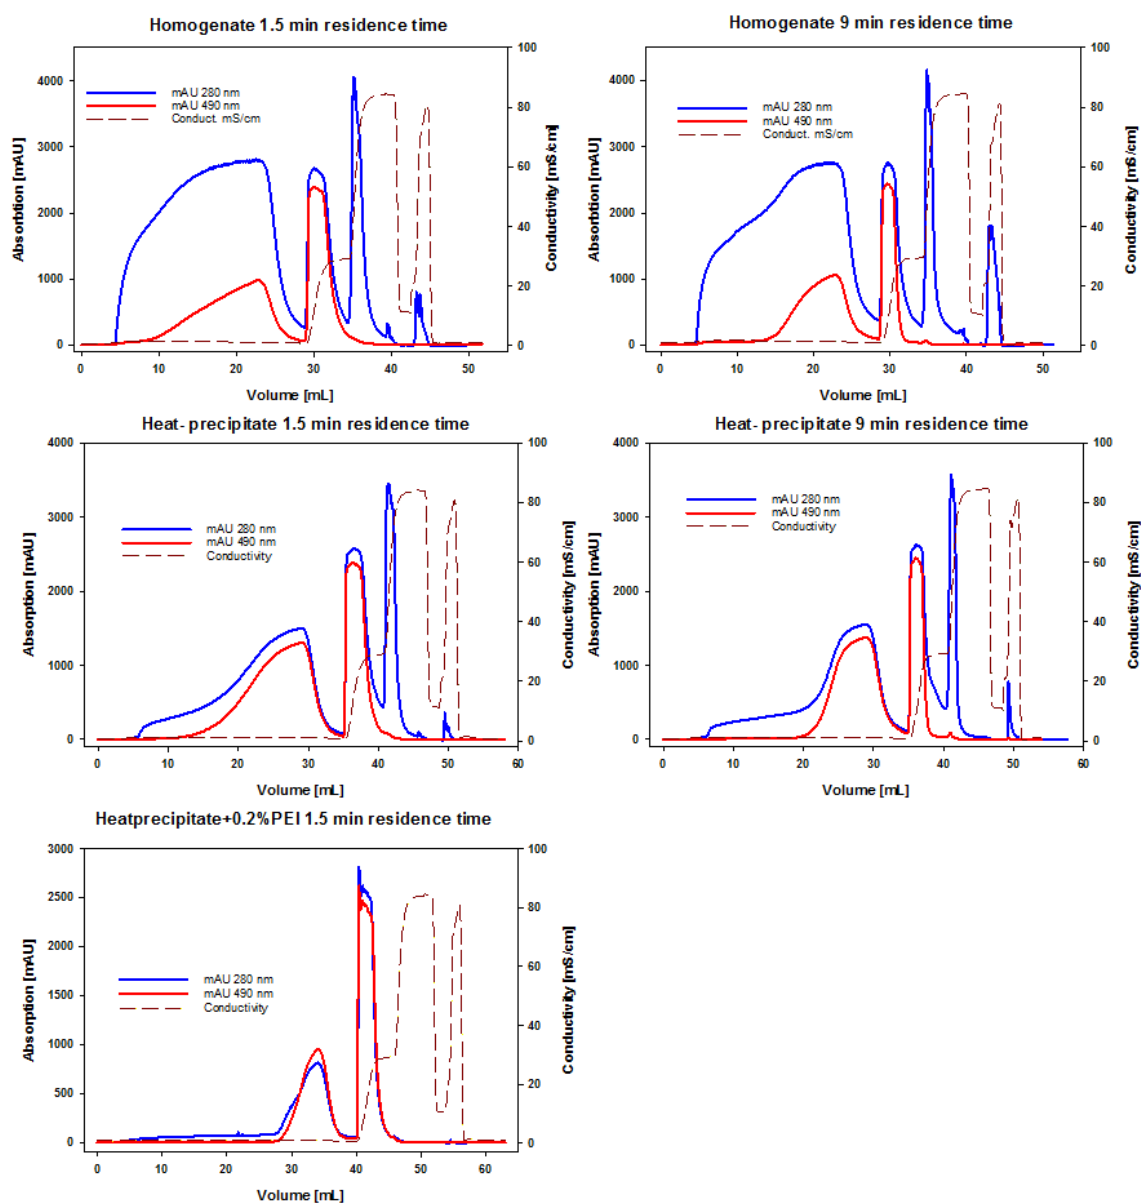 Homogenate 1.5 min residence time
4000
3000
2000
1000
0
Absorbtion [mAU]
mAU 280 nm
mAU 490 nm
Conduct. mS/cm
100
80
60
40
20
0
Conductivity [mS/cm]
0 10 20 30 40 50
Volume [mL]
Homogenate 9 min residence time
4000
3000
2000
1000
0
Absorbtion [mAU]
mAU 280 nm
mAU 490 nm
Conduct. mS/cm
100
80
60
40
20
0
Conductivity [mS/cm]
0 10 20 30 40 50
Volume [mL]
Heat- precipitate 1.5 min residence time
4000
3000
2000
1000
0
Absorption [mAU]
mAU 280 nm
mAU 490 nm
Conductivity
100
80
60
40
20
0
Conductivity [mS/cm]
0 10 20 30 40 50 60
Volume [mL]
Heat- precipitate 9 min residence time
4000
3000
2000
1000
0
Absorption [mAU]
mAU 280 nm
mAU 490 nm
Conductivity
100
80
60
40
20
0
Conductivity [mS/cm]
0 10 20 30 40 50 60
Volume [mL]
Heatprecipitate+0.2%PEI 1.5 min residence time
3000
2500
2000
1500
1000
500
0
Absorption [mAU]
mAU 280 nm
mAU 490 nm
Conductivity
100
80
60
40
20
0
Conductivity [mS/cm]
0 10 20 30 40 50 60
Volume [mL]